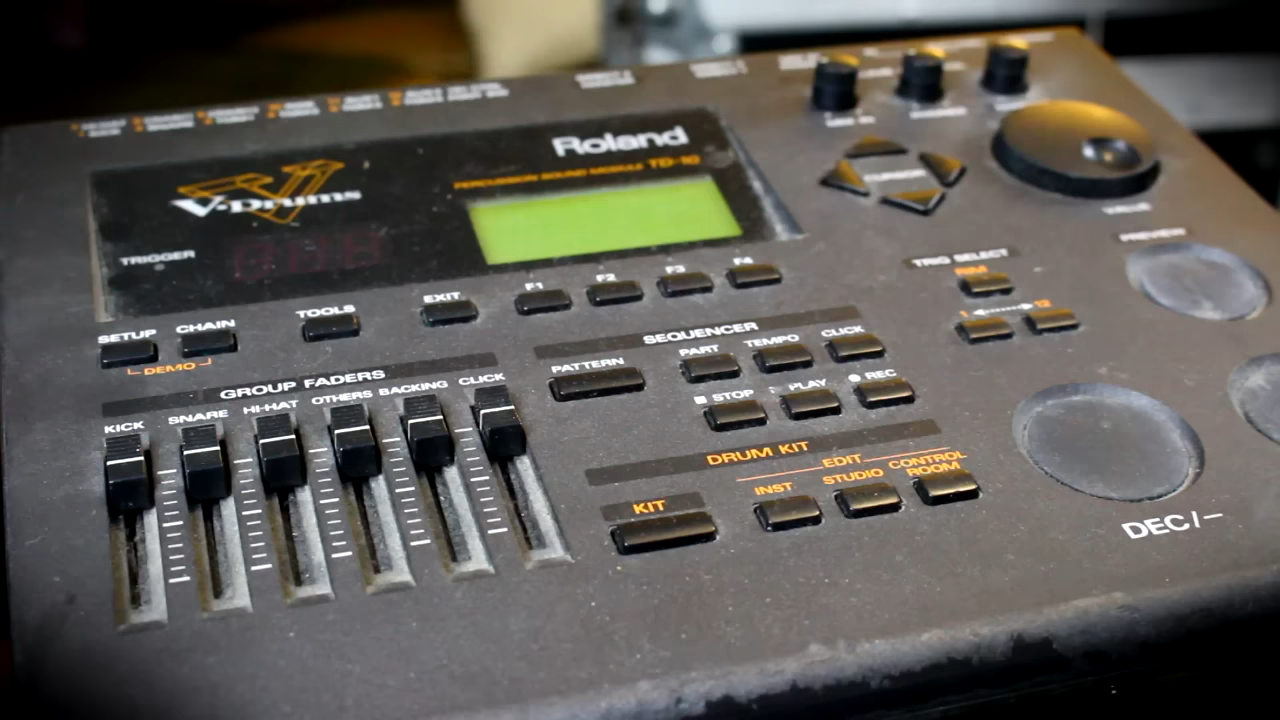 Roland
PERCUSSION SOUND MODULE TD-10
V-Drums
TRIGGER
CURSOR
VALUE
PREVIEW
TRIG SELECT
RIM
1 12
F1 F2 F3 F4
SETUP CHAIN TOOLS EXIT
DEMO
SEQUENCER
PATTERN PART TEMPO CLICK
STOP PLAY REC
GROUP FADERS
KICK SNARE HI-HAT OTHERS BACKING CLICK
DRUM KIT
EDIT
KIT INST STUDIO CONTROL ROOM
DEC/−